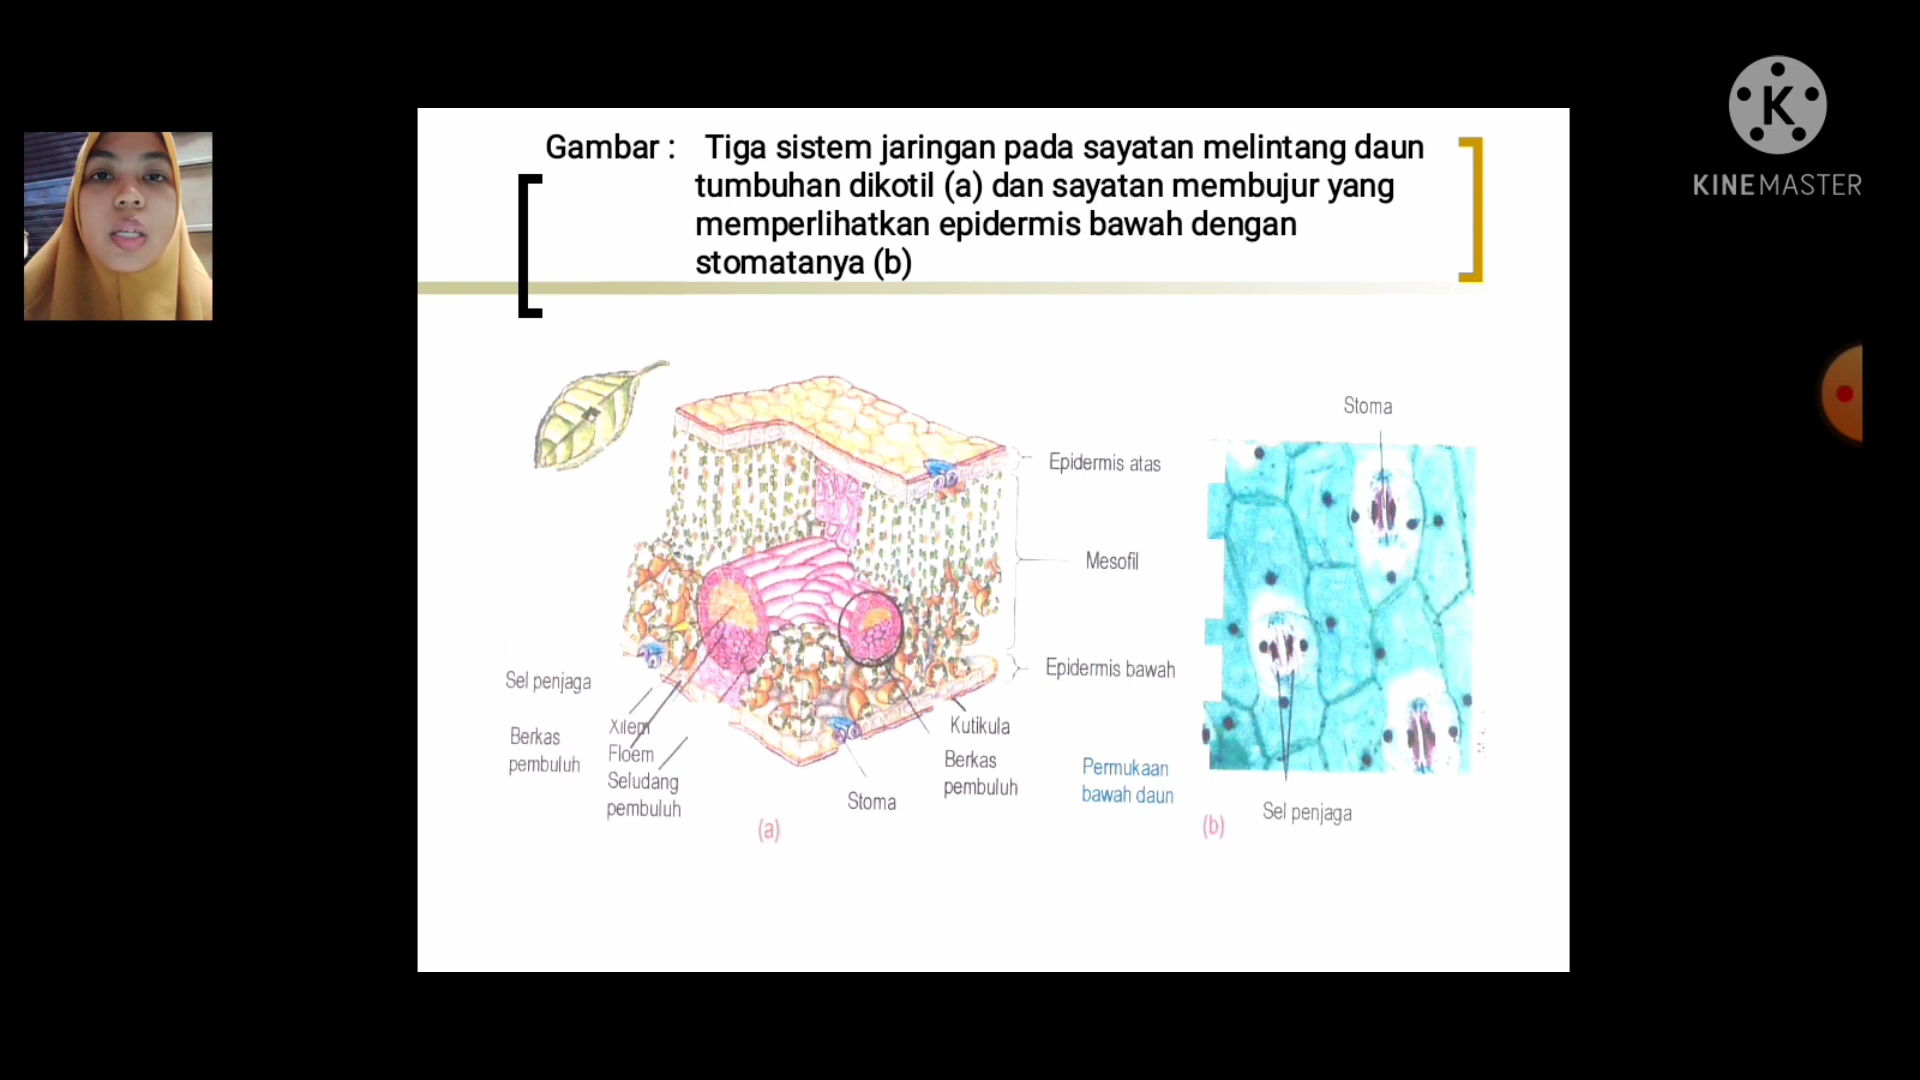 KINEMASTER
Gambar : Tiga sistem jaringan pada sayatan melintang daun
tumbuhan dikotil (a) dan sayatan membujur yang
memperlihatkan epidermis bawah dengan
stomatanya (b)
Epidermis atas
Mesofil
Epidermis bawah
Sel penjaga
Berkas
pembuluh
Xilem
Floem
Seludang
pembuluh
Stoma
Kutikula
Berkas
pembuluh
(a)
Stoma
Permukaan
bawah daun
Sel penjaga
(b)